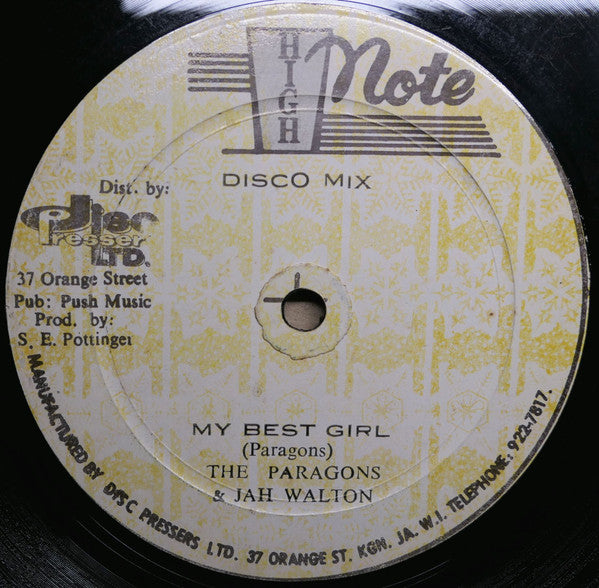 HIGH Note
DISCO MIX
Dist. by:
Disc
Presser
LTD.
37 Orange Street
Pub: Push Music
Prod. by:
S. E. Pottinger
MY BEST GIRL
(Paragons)
THE PARAGONS
& JAH WALTON
MANUFACTURED BY DYSC PRESSERS LTD. 37 ORANGE ST. KGN. JA. W.I. TELEPHONE: 922-7817.